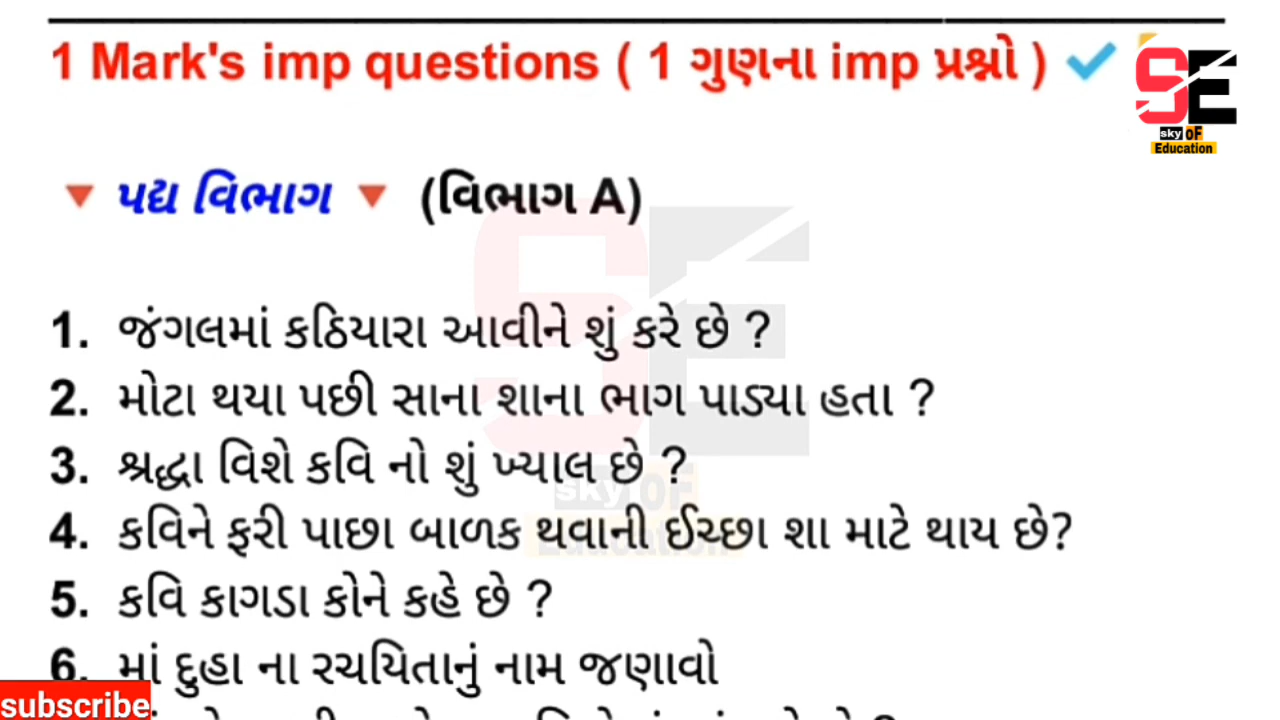 1 Mark's imp questions ( 1 ગુણના imp પ્રશ્નો )
SE
sky oF
Education
પદ્ય વિભાગ (વિભાગ A)
1. જંગલમાં કઠિયારા આવીને શું કરે છે ?
2. મોટા થયા પછી સાના શાના ભાગ પાડ્યા હતા ?
3. શ્રદ્ધા વિશે કવિ નો શું ખ્યાલ છે ?
4. કવિને ફરી પાછા બાળક થવાની ઈચ્છા શા માટે થાય છે?
5. કવિ કાગડા કોને કહે છે ?
6. માં દુહા ના રચયિતાનું નામ જણાવો
subscribe